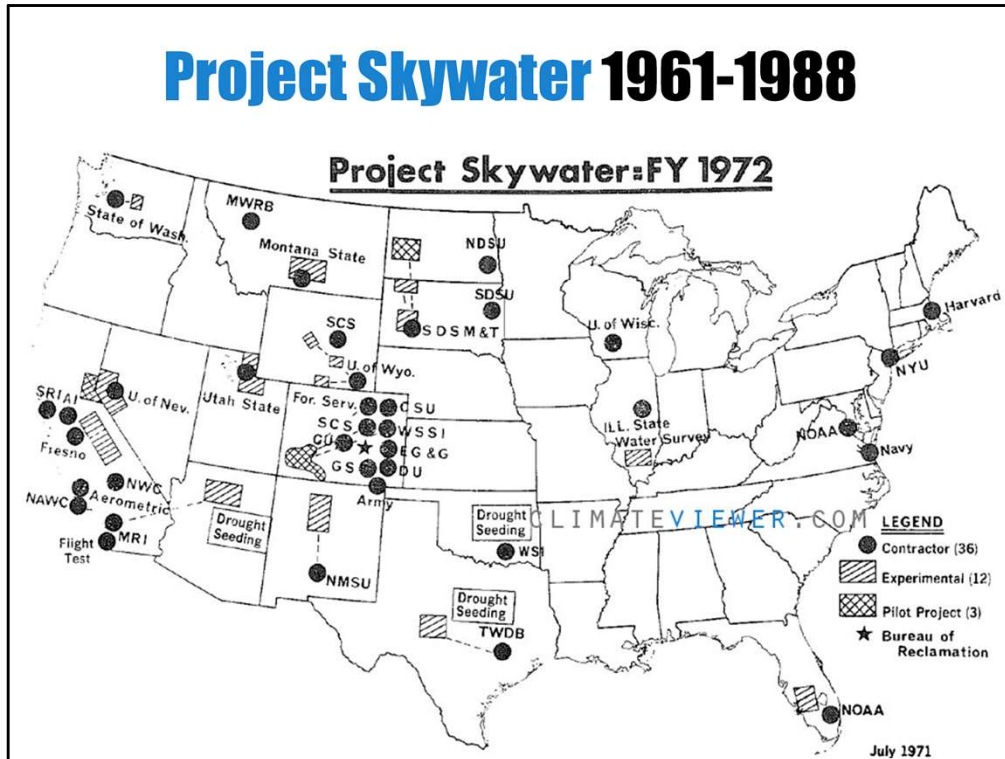 Project Skywater 1961-1988
Project Skywater=FY 1972
State of Wash.
MWRB
Montana State
NDSU
SDSU
SDSM&T
SCS
U. of Wyo.
U. of Wisc.
Harvard
NYU
U. of Nev.
Utah State
For. Serv.
CSU
SCS
WSSI
CU
EG&G
GS
DU
Army
ILL. State
Water Survey
NOAA
Navy
SRI
AI
Fresno
NWC
NAWC
Aerometric
MRI
Flight
Test
Drought
Seeding
NMSU
Drought
Seeding
WSI
Drought
Seeding
TWDB
NOAA
CLIMATEVIEWER.COM
LEGEND
Contractor (36)
Experimental (12)
Pilot Project (3)
Bureau of
Reclamation
July 1971